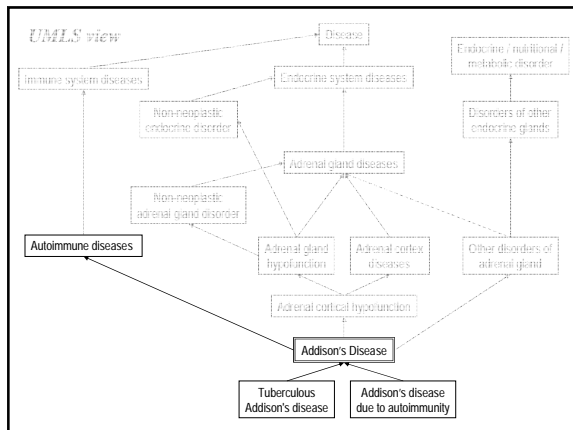 UMLS view
Disease
Endocrine / nutritional /
metabolic disorder
Immune system diseases
Endocrine system diseases
Non-neoplastic
endocrine disorder
Disorders of other
endocrine glands
Adrenal gland diseases
Non-neoplastic
adrenal gland disorder
Autoimmune diseases
Adrenal gland
hypofunction
Adrenal cortex
diseases
Other disorders of
adrenal gland
Adrenal cortical hypofunction
Addison's Disease
Tuberculous
Addison's disease
Addison's disease
due to autoimmunity